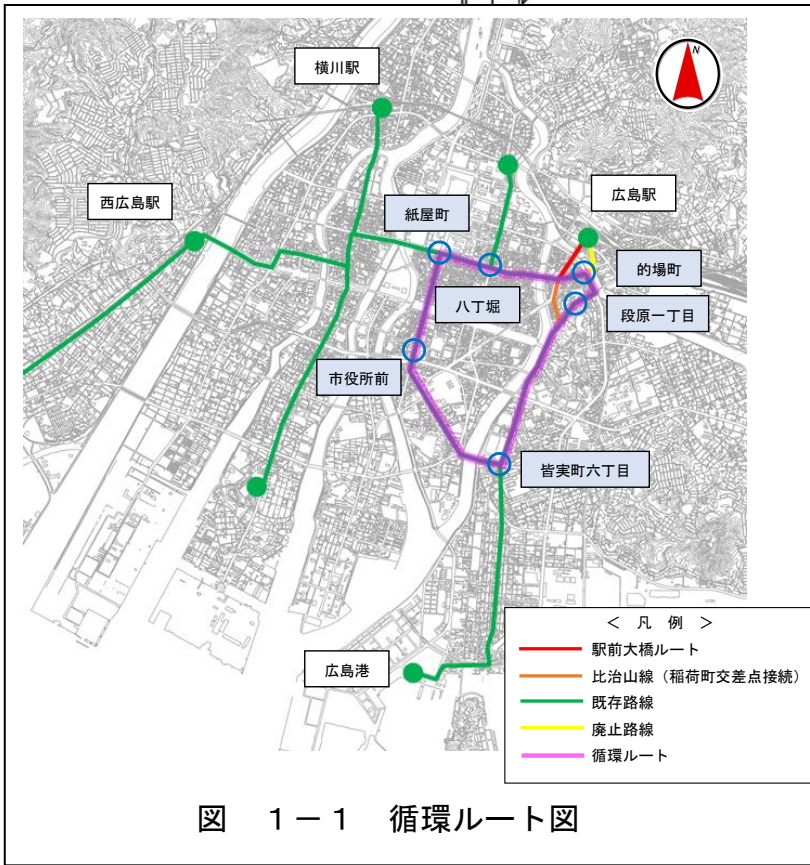 N
横川駅
広島駅
西広島駅
紙屋町
的場町
八丁堀
段原一丁目
市役所前
皆実町六丁目
広島港
＜ 凡 例 ＞
駅前大橋ルート
比治山線（稲荷町交差点接続）
既存路線
廃止路線
循環ルート
図 １－１ 循環ルート図